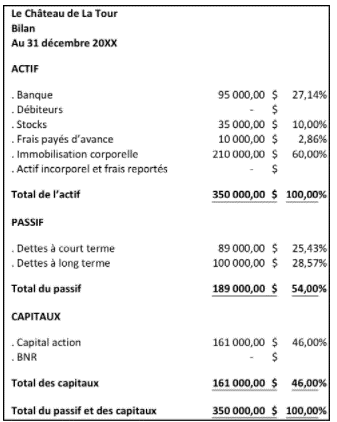 Le Château de La Tour
Bilan
Au 31 décembre 20XX
ACTIF
. Banque 95 000,00 $ 27,14%
. Débiteurs - $
. Stocks 35 000,00 $ 10,00%
. Frais payés d'avance 10 000,00 $ 2,86%
. Immobilisation corporelle 210 000,00 $ 60,00%
. Actif incorporel et frais reportés - $
Total de l'actif 350 000,00 $ 100,00%
PASSIF
. Dettes à court terme 89 000,00 $ 25,43%
. Dettes à long terme 100 000,00 $ 28,57%
Total du passif 189 000,00 $ 54,00%
CAPITAUX
. Capital action 161 000,00 $ 46,00%
. BNR - $
Total des capitaux 161 000,00 $ 46,00%
Total du passif et des capitaux 350 000,00 $ 100,00%